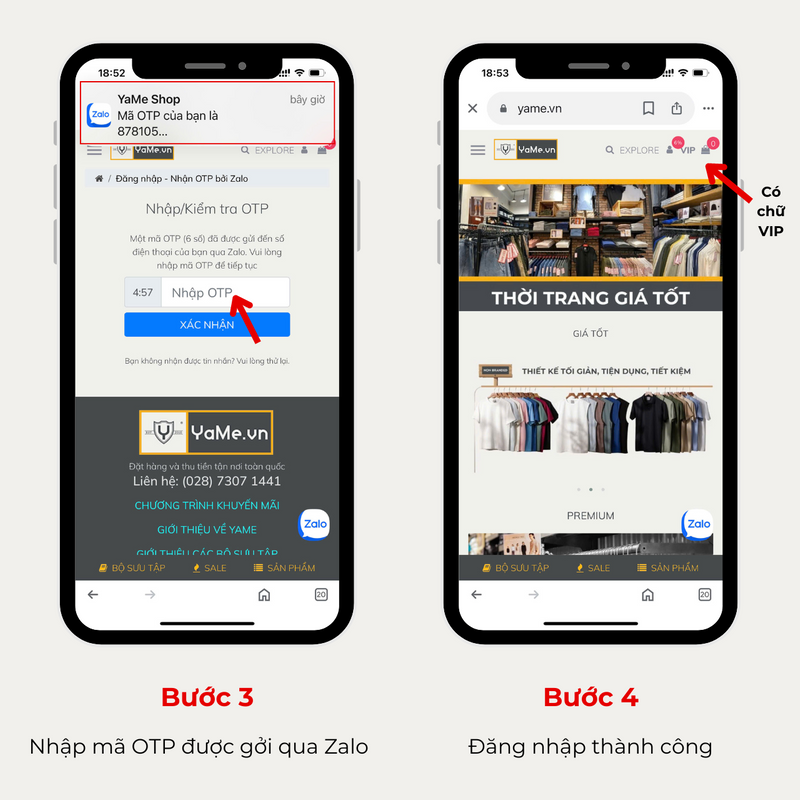 18:52
YaMe Shop
bây giờ
Zalo
Mã OTP của bạn là
878105...
YaMe.vn
EXPLORE
/ Đăng nhập - Nhận OTP bởi Zalo
Nhập/Kiểm tra OTP
Một mã OTP (6 số) đã được gửi đến số
điện thoại của bạn qua Zalo. Vui lòng
nhập mã OTP để tiếp tục
4:57
Nhập OTP
XÁC NHẬN
Bạn không nhận được tin nhắn? Vui lòng thử lại.
YaMe.vn
Đặt hàng và thu tiền tận nơi toàn quốc
Liên hệ: (028) 7307 1441
CHƯƠNG TRÌNH KHUYẾN MÃI
GIỚI THIỆU VỀ YAME
Zalo
GIỚI THIỆU CÁC BỘ SƯU TẬP
BỘ SƯU TẬP
SALE
SẢN PHẨM
20
Bước 3
Nhập mã OTP được gởi qua Zalo
18:53
yame.vn
YaMe.vn
EXPLORE
6%
VIP
0
Có
chữ
VIP
THỜI TRANG GIÁ TỐT
GIÁ TỐT
THIẾT KẾ TỐI GIẢN, TIỆN DỤNG, TIẾT KIỆM
PREMIUM
Zalo
BỘ SƯU TẬP
SALE
SẢN PHẨM
20
Bước 4
Đăng nhập thành công